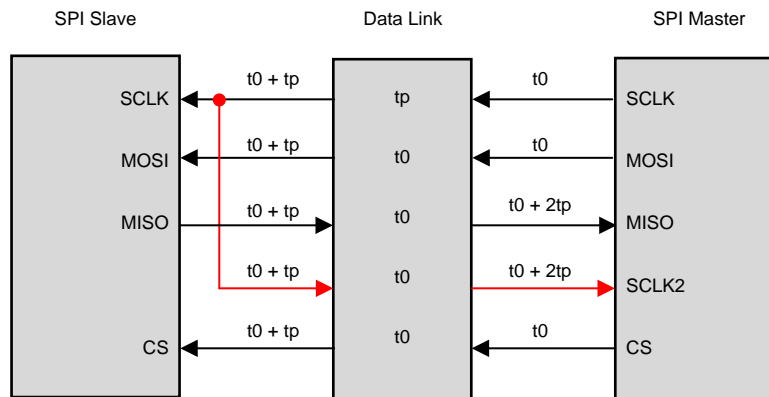 SPI Slave Data Link SPI Master
t0 + tp t0
SCLK tp SCLK
t0 + tp t0
MOSI t0 MOSI
t0 + tp t0 + 2tp
MISO t0 MISO
t0 + tp t0 + 2tp
t0 SCLK2
t0 + tp t0
CS t0 CS